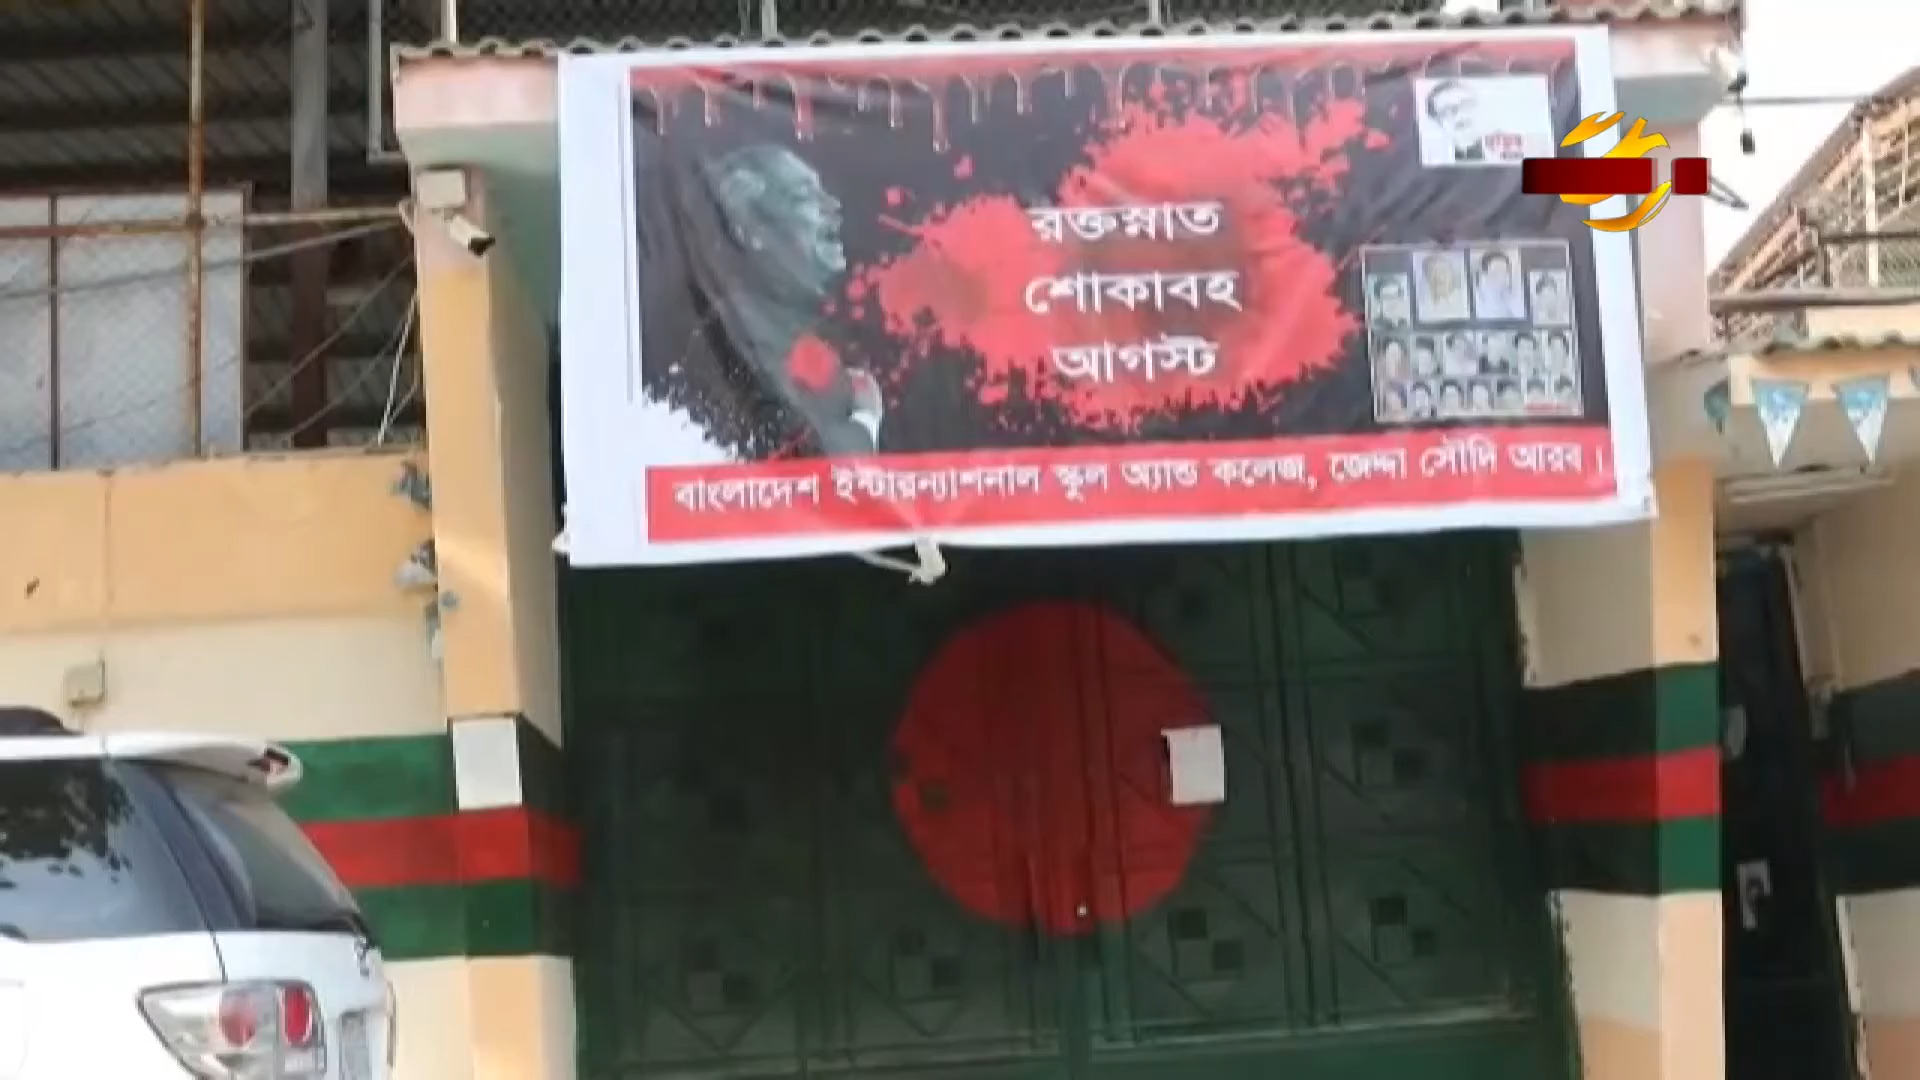 রক্তস্নাত
শোকাবহ
আগস্ট
বাংলাদেশ ইন্টারন্যাশনাল স্কুল অ্যান্ড কলেজ, জেদ্দা সৌদি আরব।